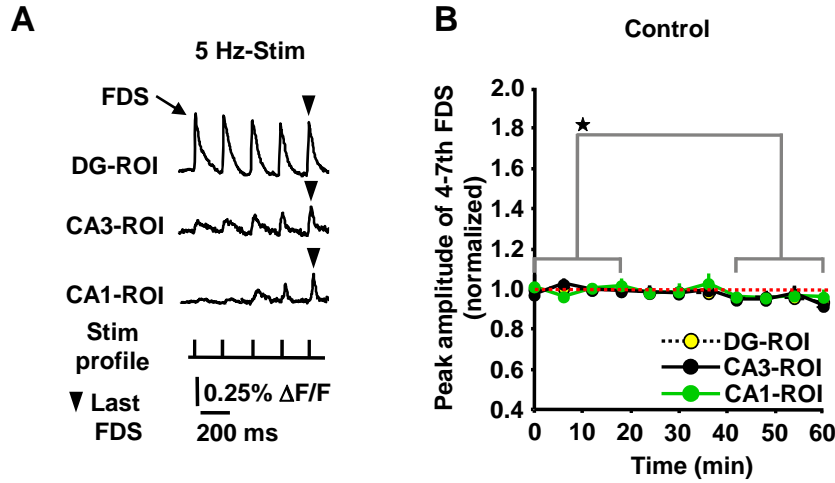 A
5 Hz-Stim
FDS
DG-ROI
CA3-ROI
CA1-ROI
Stim
profile
▼ Last
FDS
0.25% ΔF/F
200 ms
B
Control
Peak amplitude of 4-7th FDS
(normalized)
2.0
1.8
1.6
1.4
1.2
1.0
0.8
0.6
0.4
★
DG-ROI
CA3-ROI
CA1-ROI
0 10 20 30 40 50 60
Time (min)